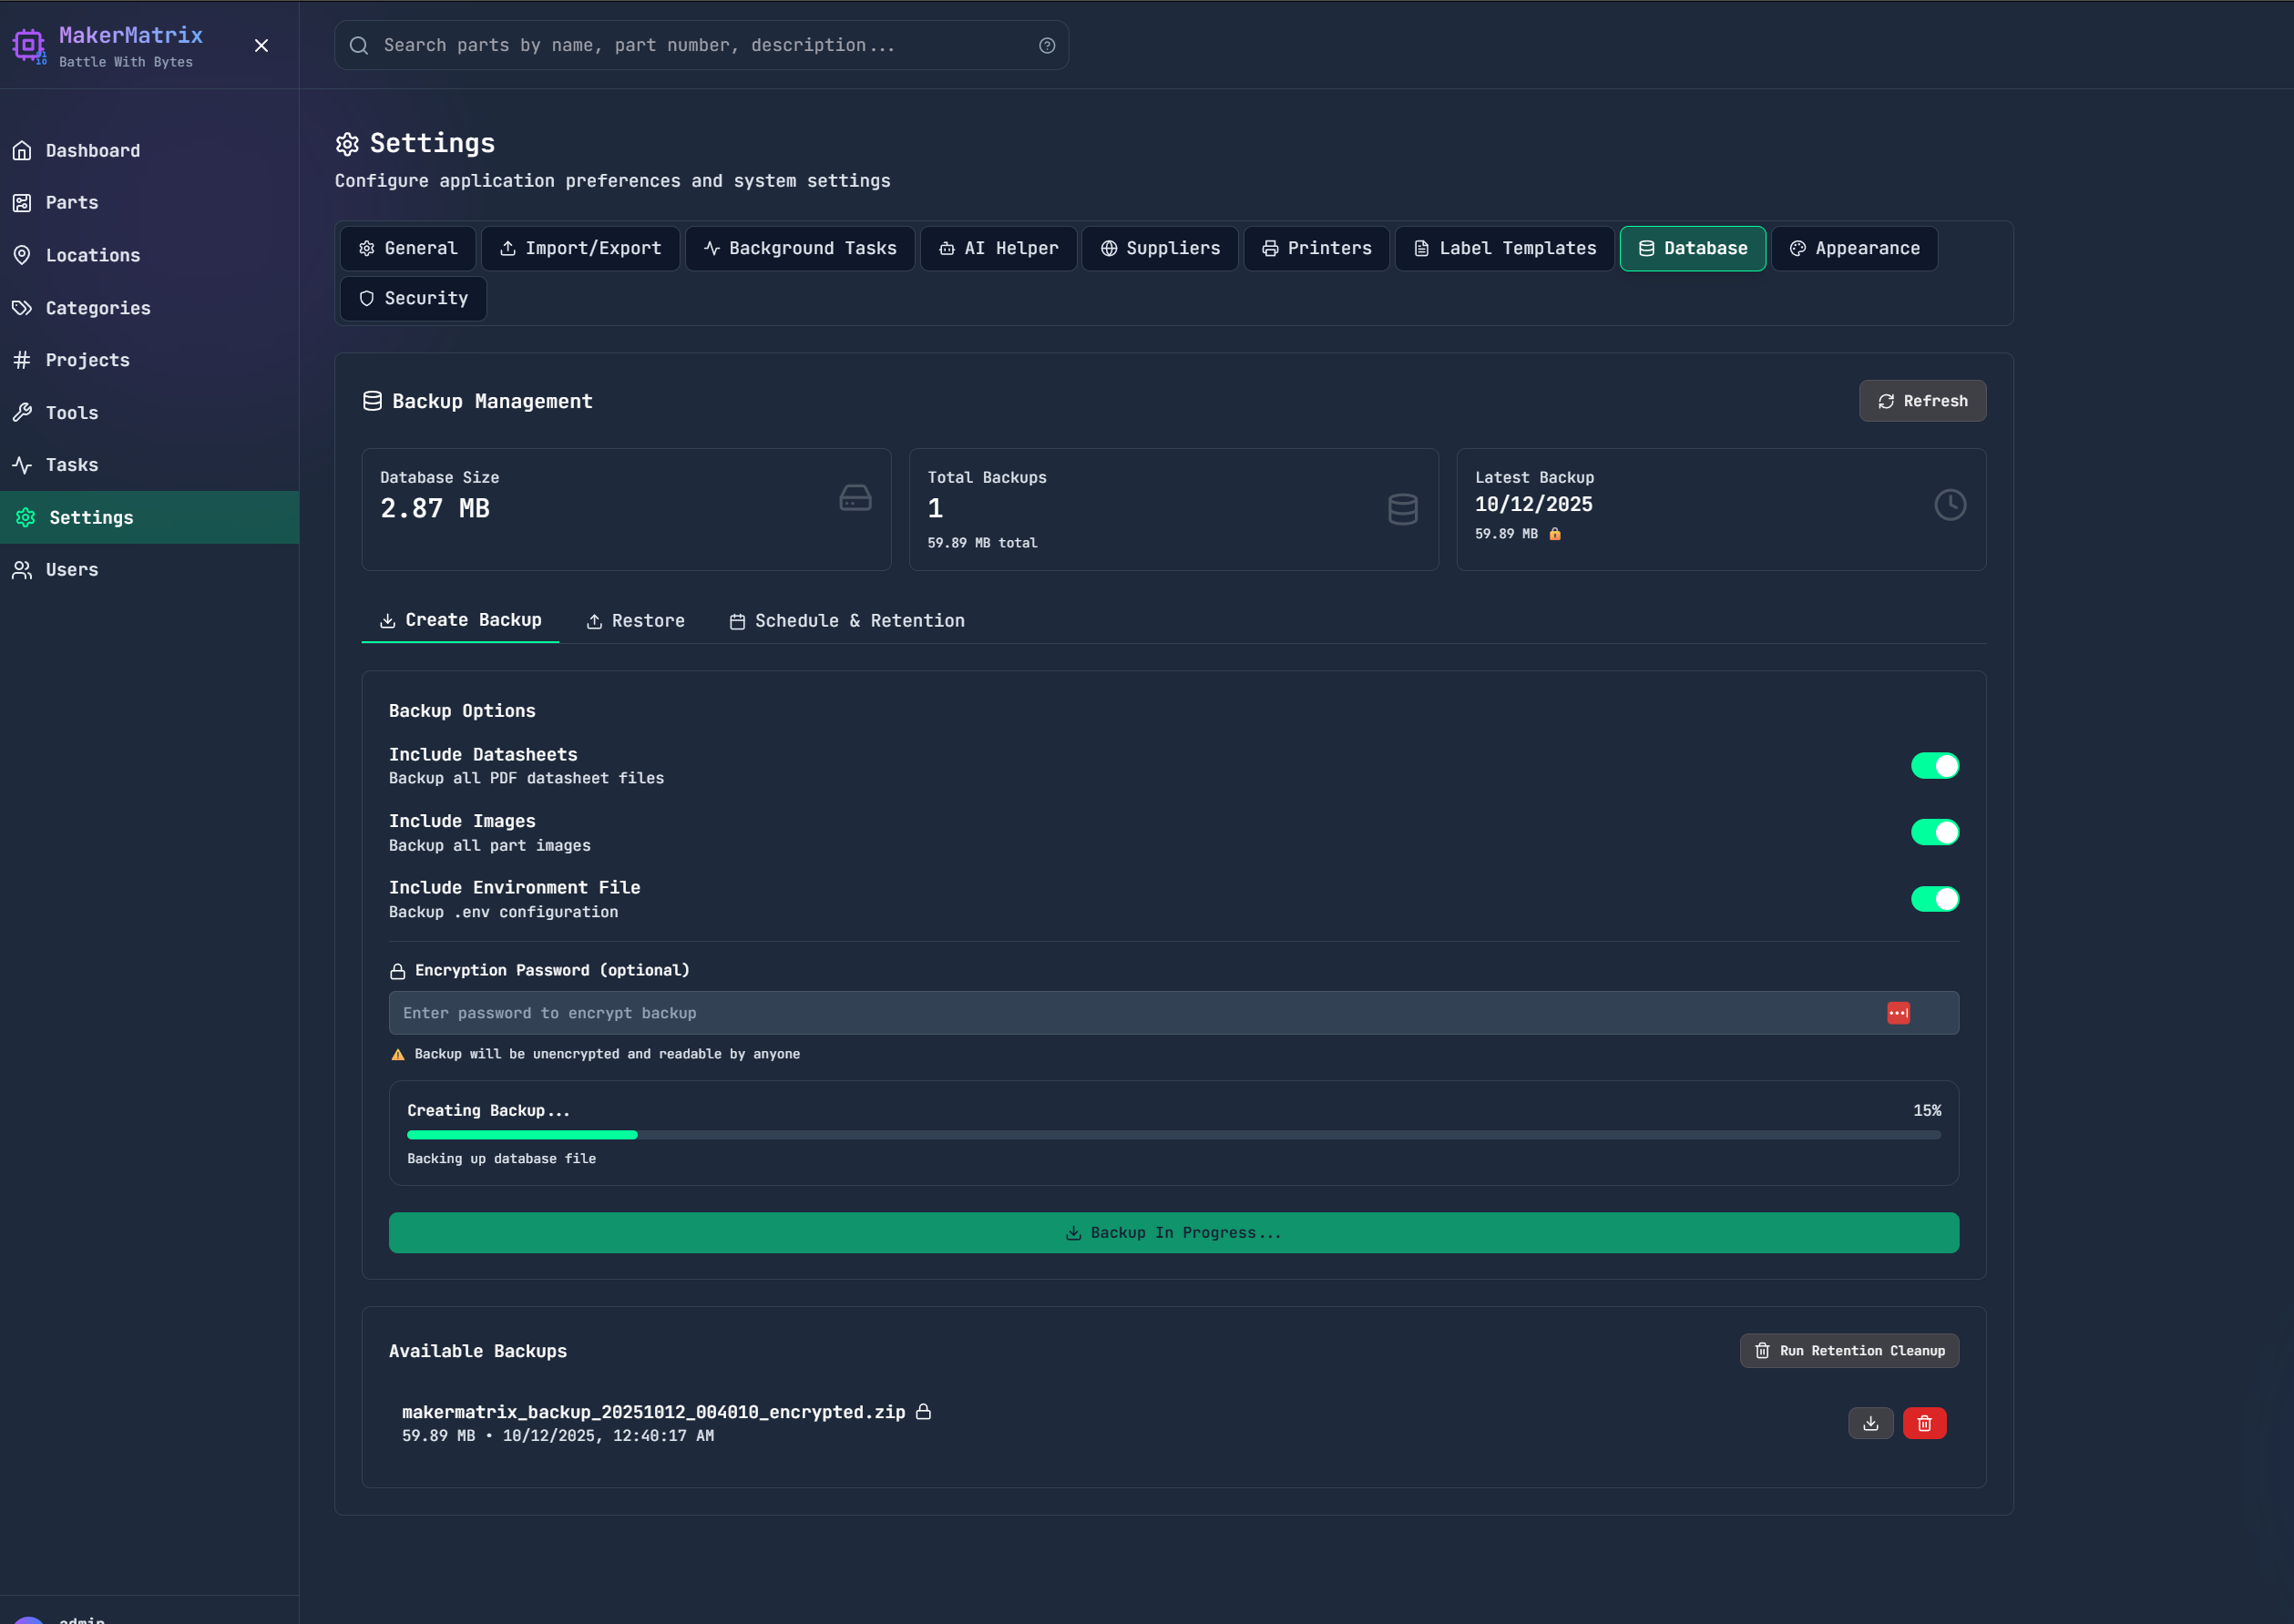 MakerMatrix
Battle With Bytes
Search parts by name, part number, description...
Dashboard
Parts
Locations
Categories
Projects
Tools
Tasks
Settings
Users
admin
Settings
Configure application preferences and system settings
General
Import/Export
Background Tasks
AI Helper
Suppliers
Printers
Label Templates
Database
Appearance
Security
Backup Management
Refresh
Database Size
2.87 MB
Total Backups
1
59.89 MB total
Latest Backup
10/12/2025
59.89 MB
Create Backup
Restore
Schedule & Retention
Backup Options
Include Datasheets
Backup all PDF datasheet files
Include Images
Backup all part images
Include Environment File
Backup .env configuration
Encryption Password (optional)
Enter password to encrypt backup
Backup will be unencrypted and readable by anyone
Creating Backup...
15%
Backing up database file
Backup In Progress...
Available Backups
Run Retention Cleanup
makermatrix_backup_20251012_004010_encrypted.zip
59.89 MB • 10/12/2025, 12:40:17 AM